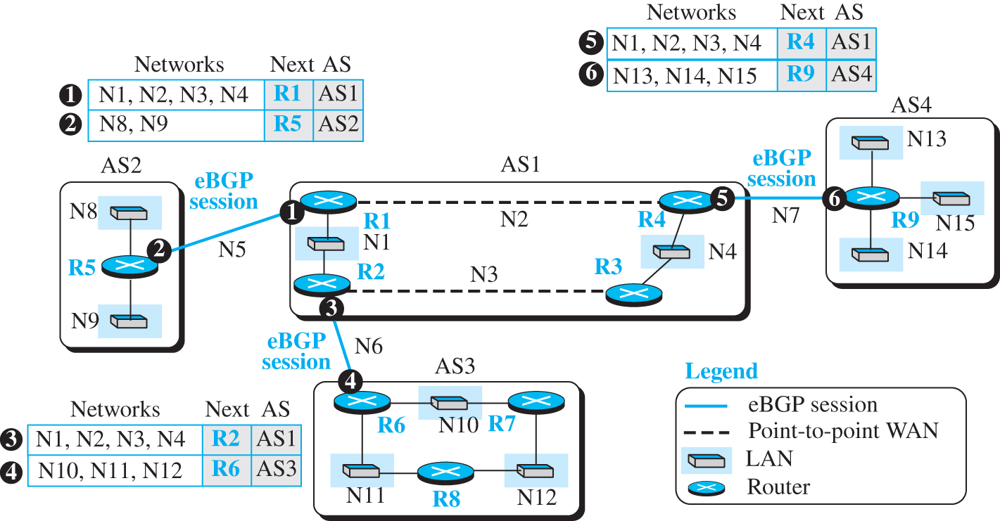 Networks Next AS
5 N1, N2, N3, N4 R4 AS1
6 N13, N14, N15 R9 AS4
Networks Next AS
1 N1, N2, N3, N4 R1 AS1
2 N8, N9 R5 AS2
AS4
N13
R9
N15
N14
6
AS2
N8
R5
2
N9
eBGP
session
N5
AS1
1
R1
N1
R2
3
N2
N3
R4
5
R3
N4
eBGP
session
N7
eBGP
session
N6
AS3
4
R6
N10
R7
N11
R8
N12
Networks Next AS
3 N1, N2, N3, N4 R2 AS1
4 N10, N11, N12 R6 AS3
Legend
eBGP session
Point-to-point WAN
LAN
Router